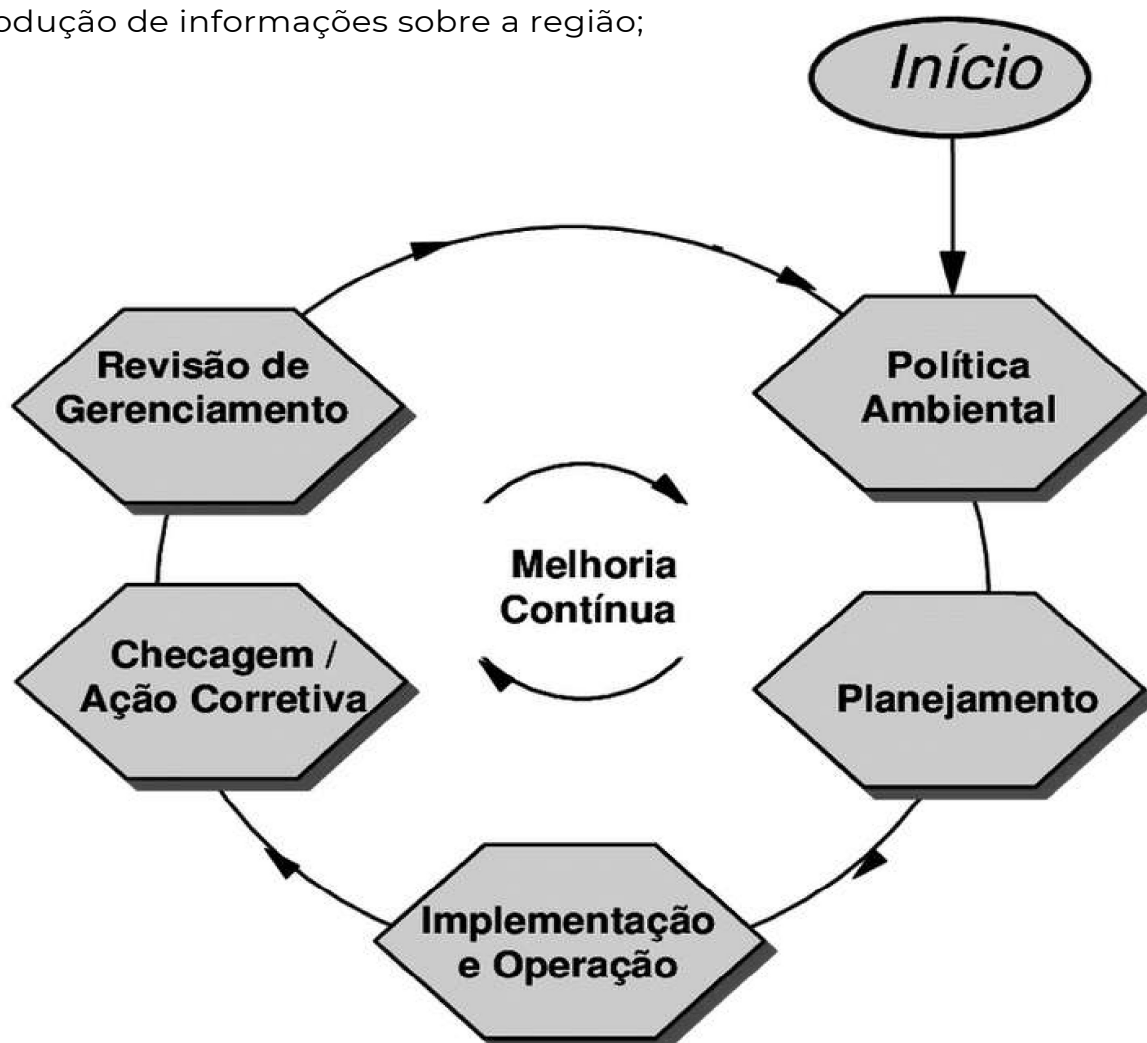 odução de informações sobre a região;
Início
Revisão de
Gerenciamento
Política
Ambiental
Melhoria
Contínua
Checagem /
Ação Corretiva
Planejamento
Implementação
e Operação